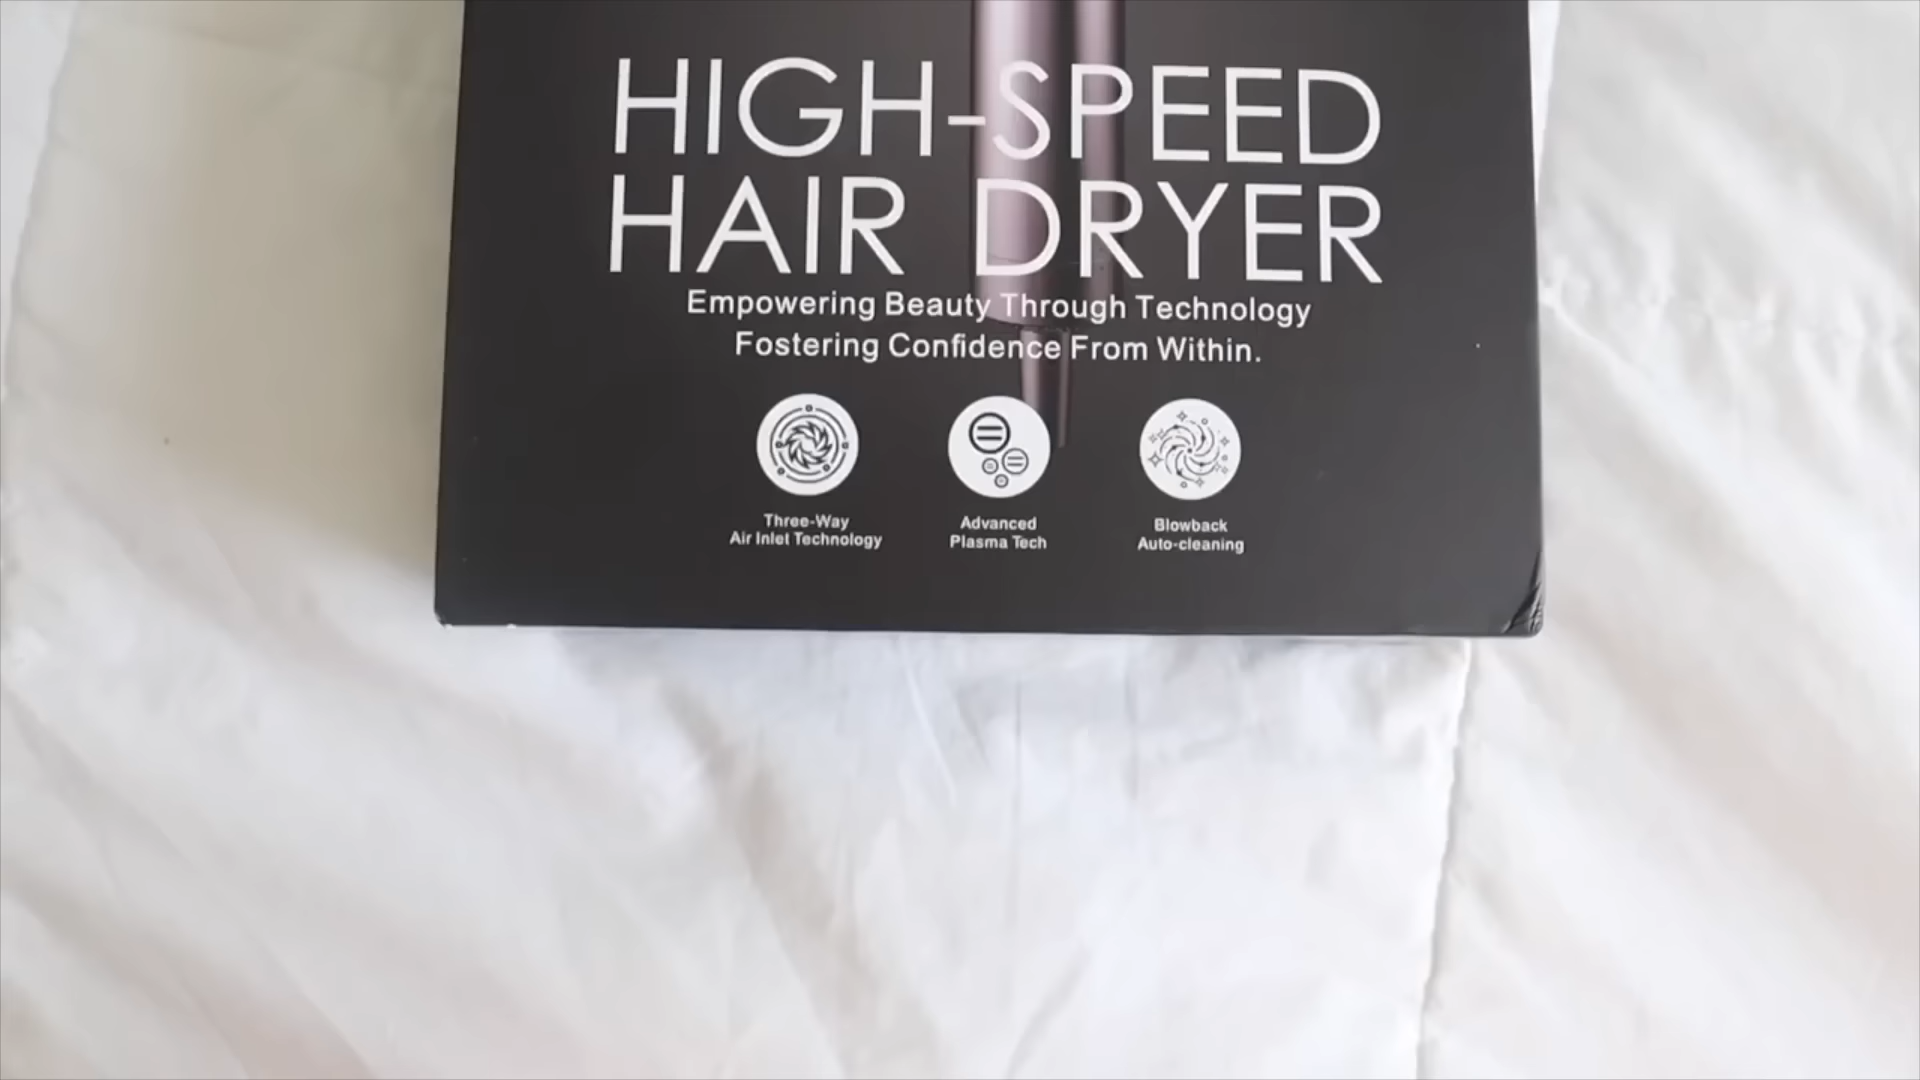 HIGH-SPEED
HAIR DRYER
Empowering Beauty Through Technology
Fostering Confidence From Within.
Three-Way
Air Inlet Technology
Advanced
Plasma Tech
Blowback
Auto-cleaning